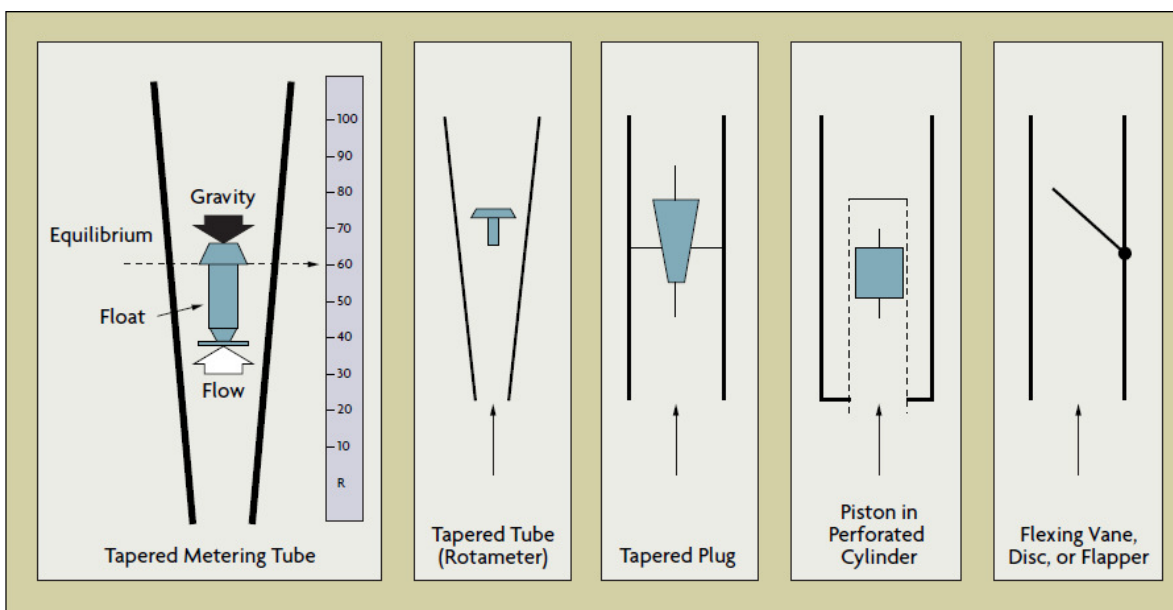 100
90
80
70
60
50
40
30
20
10
R
Gravity
Equilibrium
Float
Flow
Tapered Metering Tube
Tapered Tube
(Rotameter)
Tapered Plug
Piston in
Perforated
Cylinder
Flexing Vane,
Disc, or Flapper